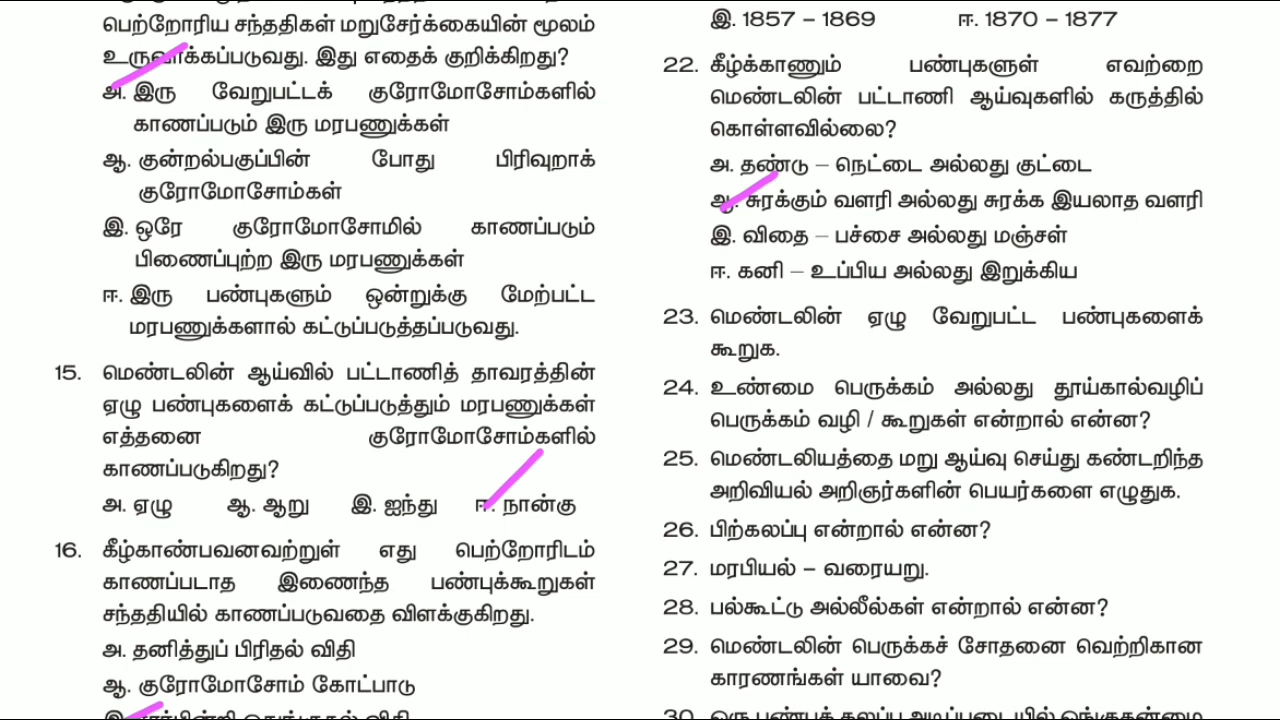 பெற்றோரிய சந்ததிகள் மறுசேர்க்கையின் மூலம்
உருவாக்கப்படுவது. இது எதைக் குறிக்கிறது?
அ. இரு வேறுபட்டக் குரோமோசோம்களில்
காணப்படும் இரு மரபணுக்கள்
ஆ. குன்றல்பகுப்பின் போது பிரிவுறாக்
குரோமோசோம்கள்
இ. ஒரே குரோமோசோமில் காணப்படும்
பிணைப்புற்ற இரு மரபணுக்கள்
ஈ. இரு பண்புகளும் ஒன்றுக்கு மேற்பட்ட
மரபணுக்களால் கட்டுப்படுத்தப்படுவது.
15. மெண்டலின் ஆய்வில் பட்டாணித் தாவரத்தின்
ஏழு பண்புகளைக் கட்டுப்படுத்தும் மரபணுக்கள்
எத்தனை குரோமோசோம்களில்
காணப்படுகிறது?
அ. ஏழு ஆ. ஆறு இ. ஐந்து ஈ. நான்கு
16. கீழ்காண்பவனவற்றுள் எது பெற்றோரிடம்
காணப்படாத இணைந்த பண்புக்கூறுகள்
சந்ததியில் காணப்படுவதை விளக்குகிறது.
அ. தனித்துப் பிரிதல் விதி
ஆ. குரோமோசோம் கோட்பாடு
இ. 1857 – 1869 ஈ. 1870 – 1877
22. கீழ்க்காணும் பண்புகளுள் எவற்றை
மெண்டலின் பட்டாணி ஆய்வுகளில் கருத்தில்
கொள்ளவில்லை?
அ. தண்டு – நெட்டை அல்லது குட்டை
ஆ. சுரக்கும் வளரி அல்லது சுரக்க இயலாத வளரி
இ. விதை – பச்சை அல்லது மஞ்சள்
ஈ. கனி – உப்பிய அல்லது இறுக்கிய
23. மெண்டலின் ஏழு வேறுபட்ட பண்புகளைக்
கூறுக.
24. உண்மை பெருக்கம் அல்லது தூய்கால்வழிப்
பெருக்கம் வழி / கூறுகள் என்றால் என்ன?
25. மெண்டலியத்தை மறு ஆய்வு செய்து கண்டறிந்த
அறிவியல் அறிஞர்களின் பெயர்களை எழுதுக.
26. பிற்கலப்பு என்றால் என்ன?
27. மரபியல் – வரையறு.
28. பல்கூட்டு அல்லீல்கள் என்றால் என்ன?
29. மெண்டலின் பெருக்கச் சோதனை வெற்றிகான
காரணங்கள் யாவை?
30. ஒரு பண்புக் கலப்பு அடிப்படையில்